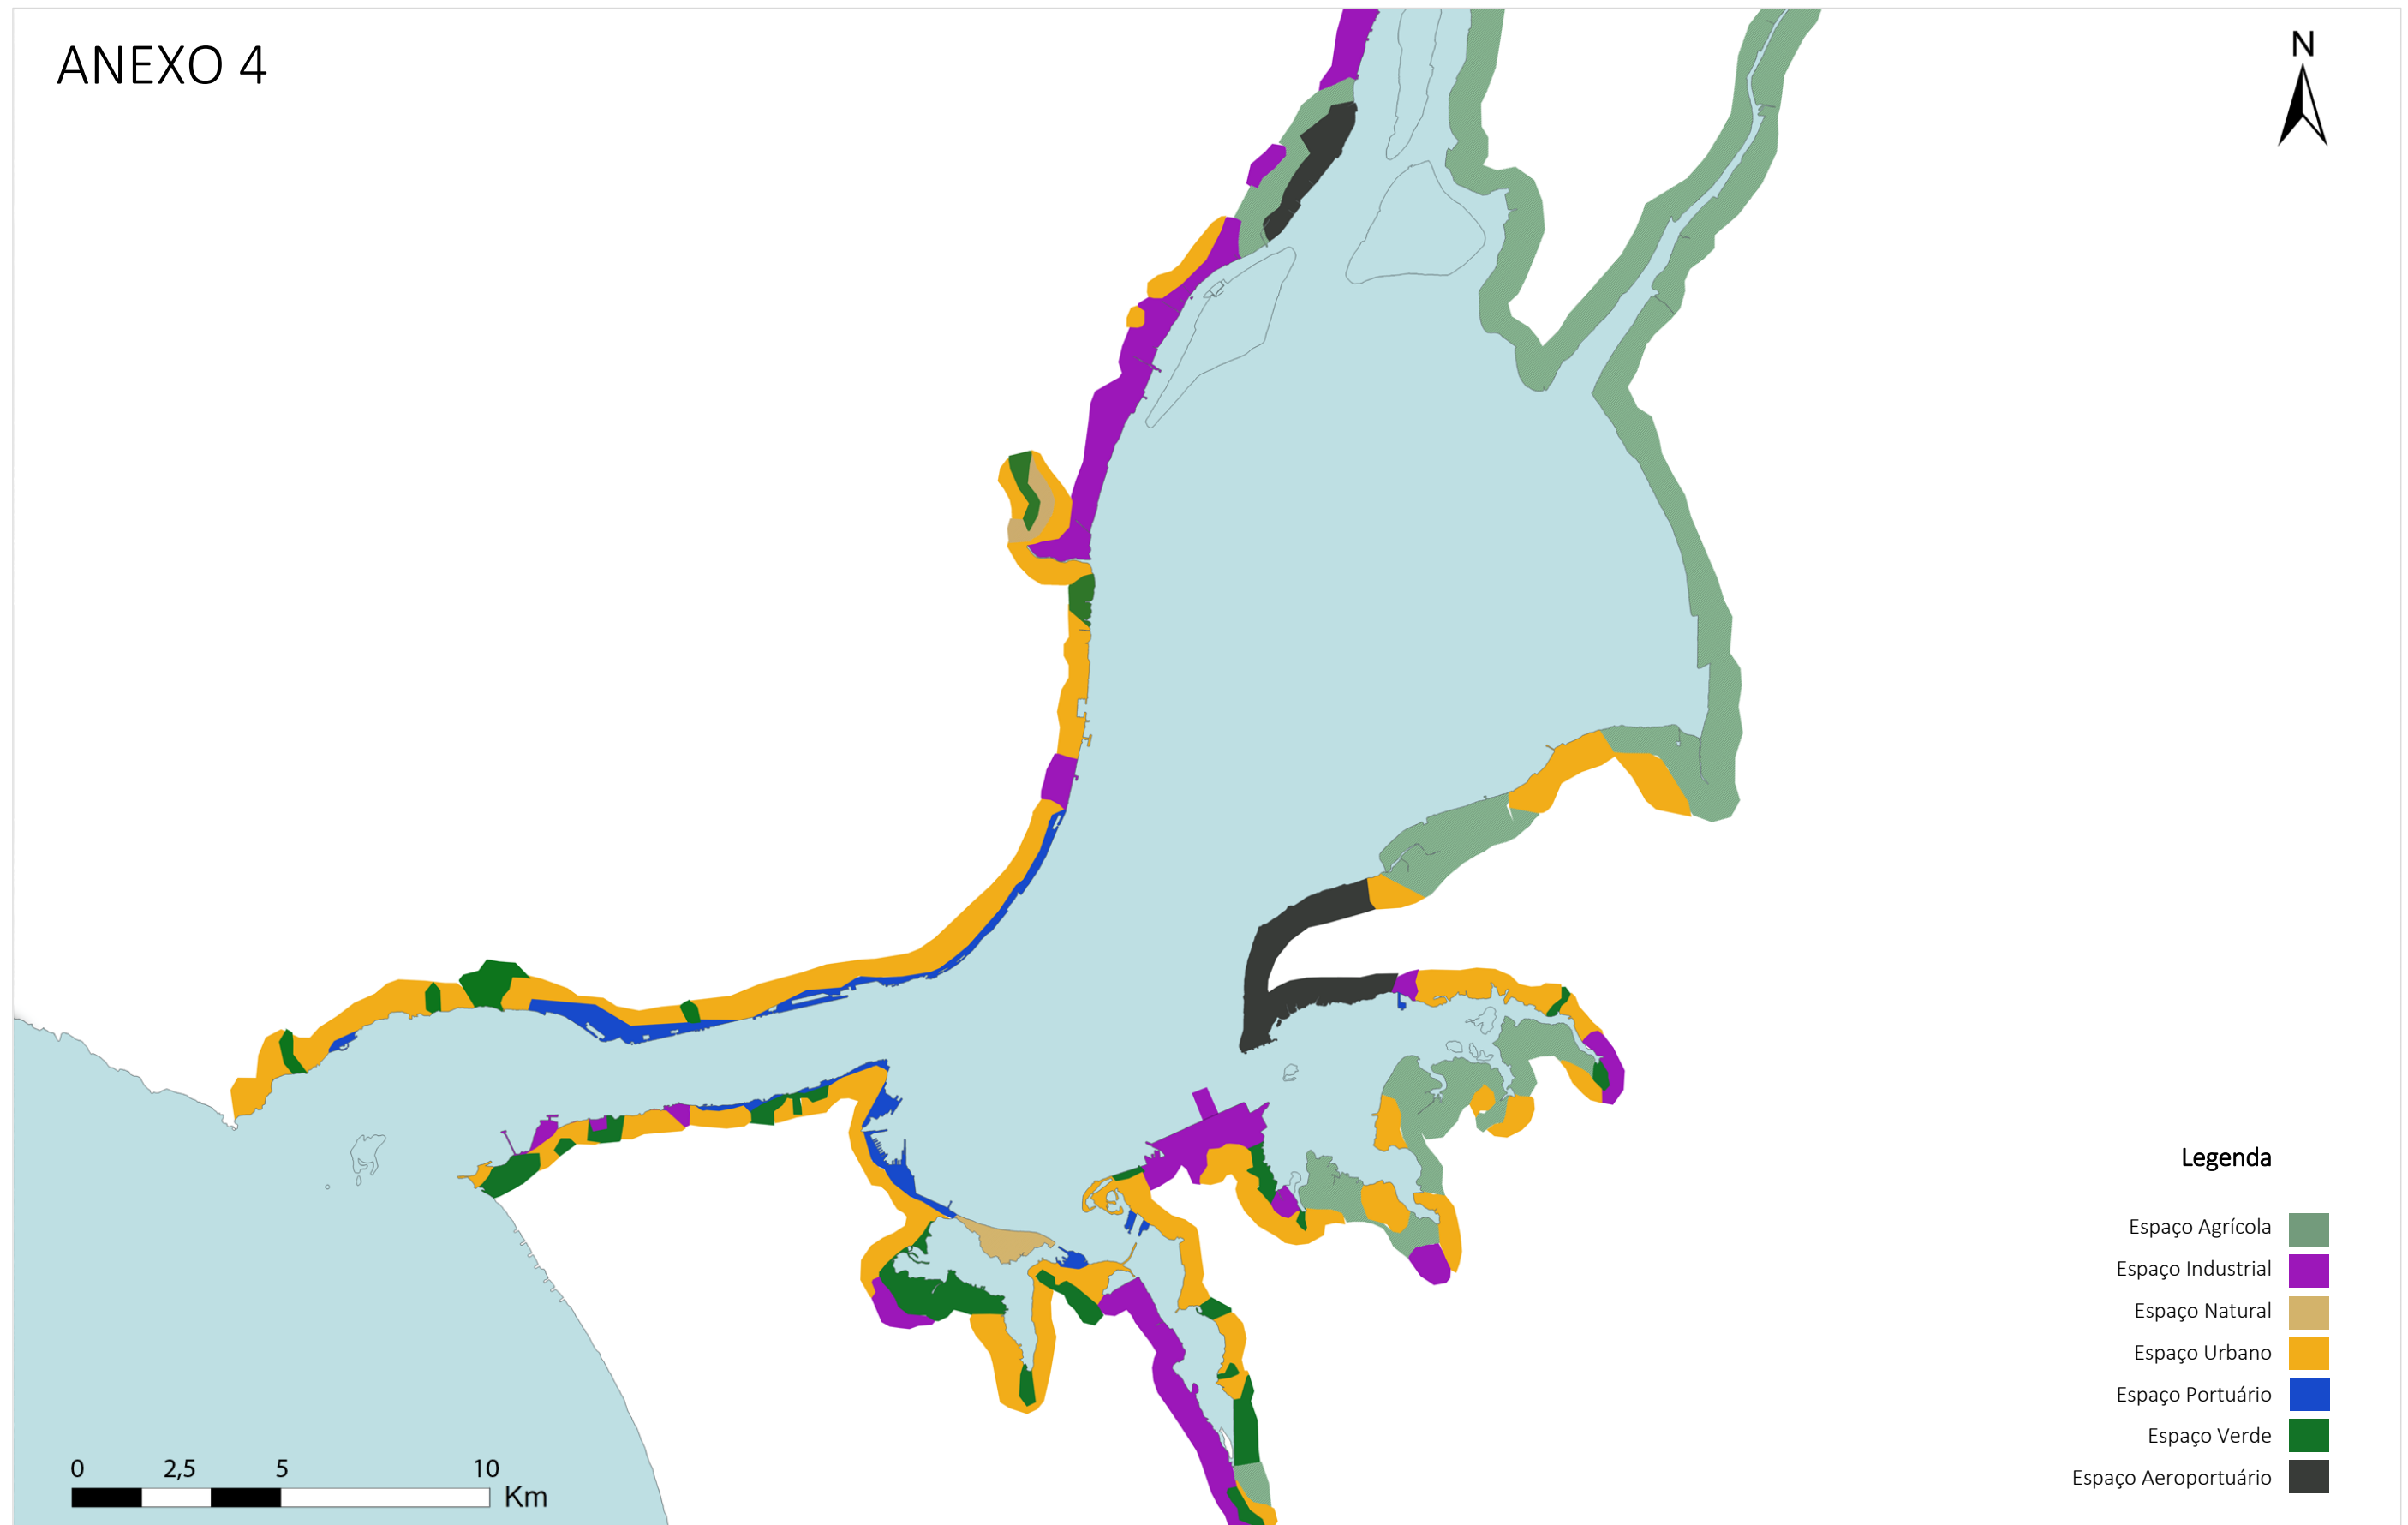 ANEXO 4
N
Legenda
Espaço Agrícola
Espaço Industrial
Espaço Natural
Espaço Urbano
Espaço Portuário
Espaço Verde
Espaço Aeroportuário
0 2,5 5 10
Km